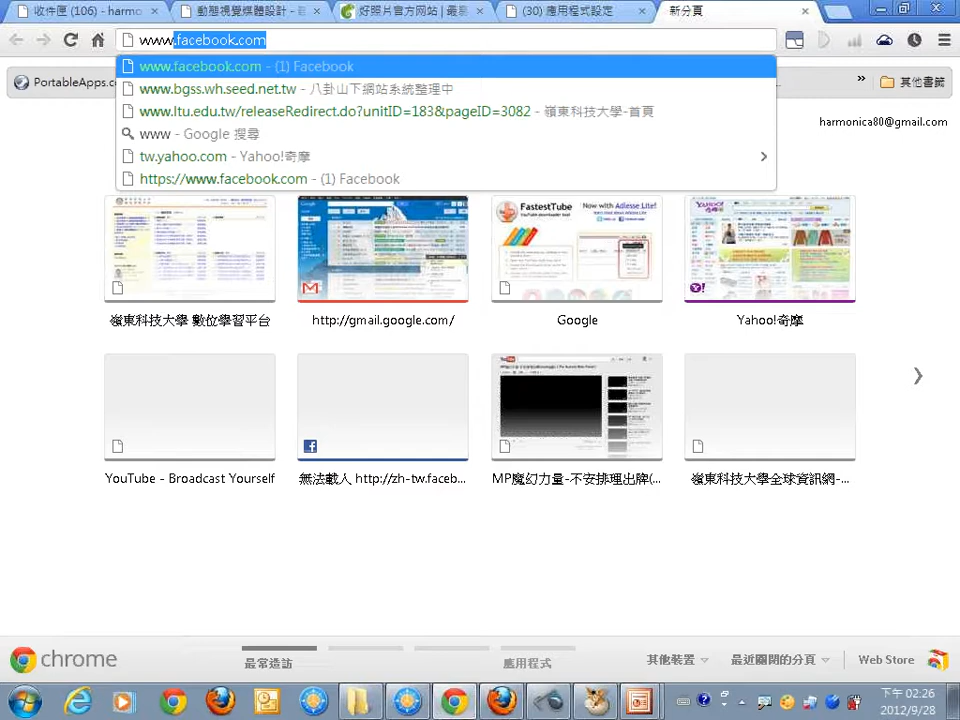 收件匣 (106) - harmo
動態視覺媒體設計 -
好照片官方网站 | 最
(30) 應用程式設定
新分頁
www.facebook.com
PortableApps.c
»
其他書籤
www.facebook.com - (1) Facebook
www.bgss.wh.seed.net.tw - 八卦山下網站系統整理中
www.ltu.edu.tw/releaseRedirect.do?unitID=183&pageID=3082 - 嶺東科技大學-首頁
www - Google 搜尋
tw.yahoo.com - Yahoo!奇摩
https://www.facebook.com - (1) Facebook
harmonica80@gmail.com
FastestTube
Now with Adlesse Lite!
嶺東科技大學 數位學習平台
http://gmail.google.com/
Google
Yahoo!奇摩
YouTube - Broadcast Yourself
無法載入 http://zh-tw.faceb...
MP魔幻力量-不安排理出牌(...
嶺東科技大學全球資訊網-...
chrome
最常造訪
應用程式
其他裝置
最近關閉的分頁
Web Store
下午 02:26
2012/9/28